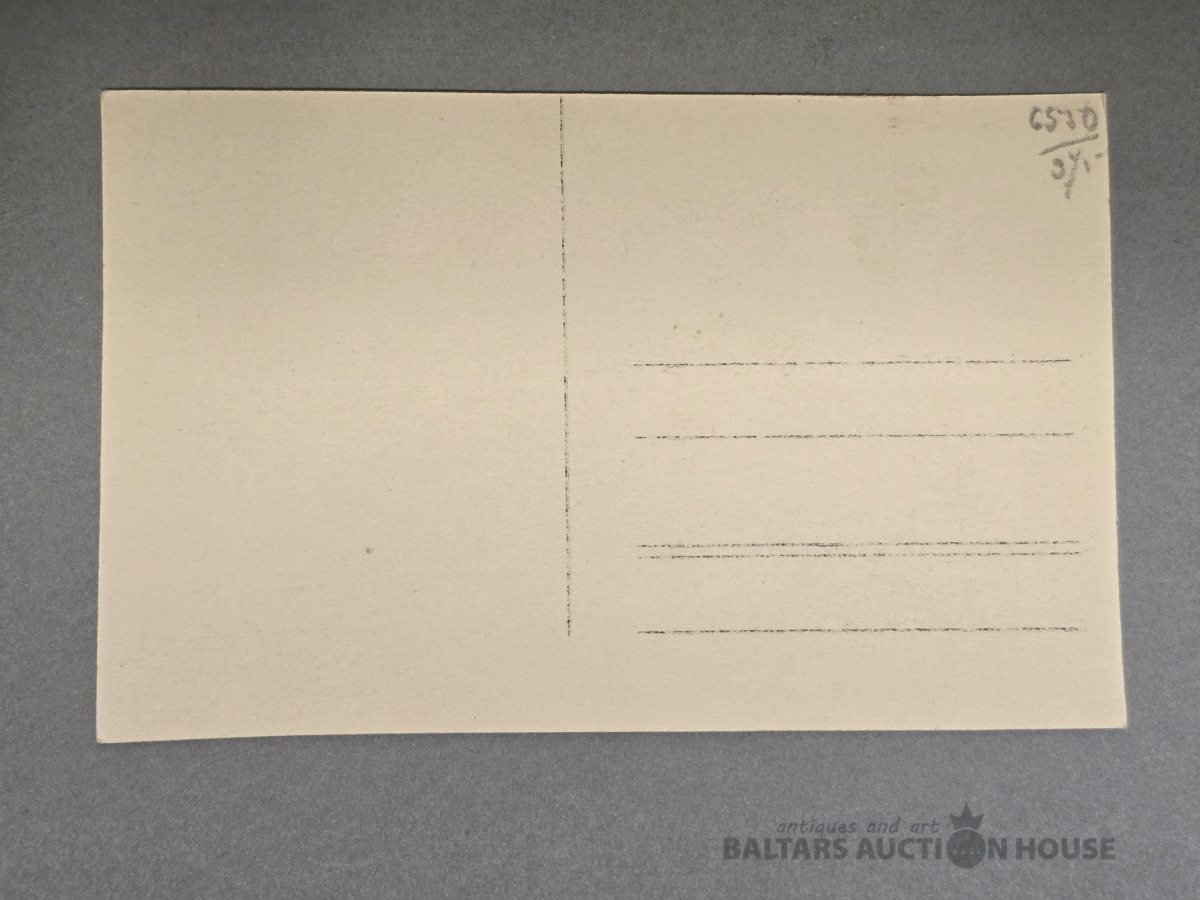 6530
antiques and art
BALTARS AUCTION HOUSE